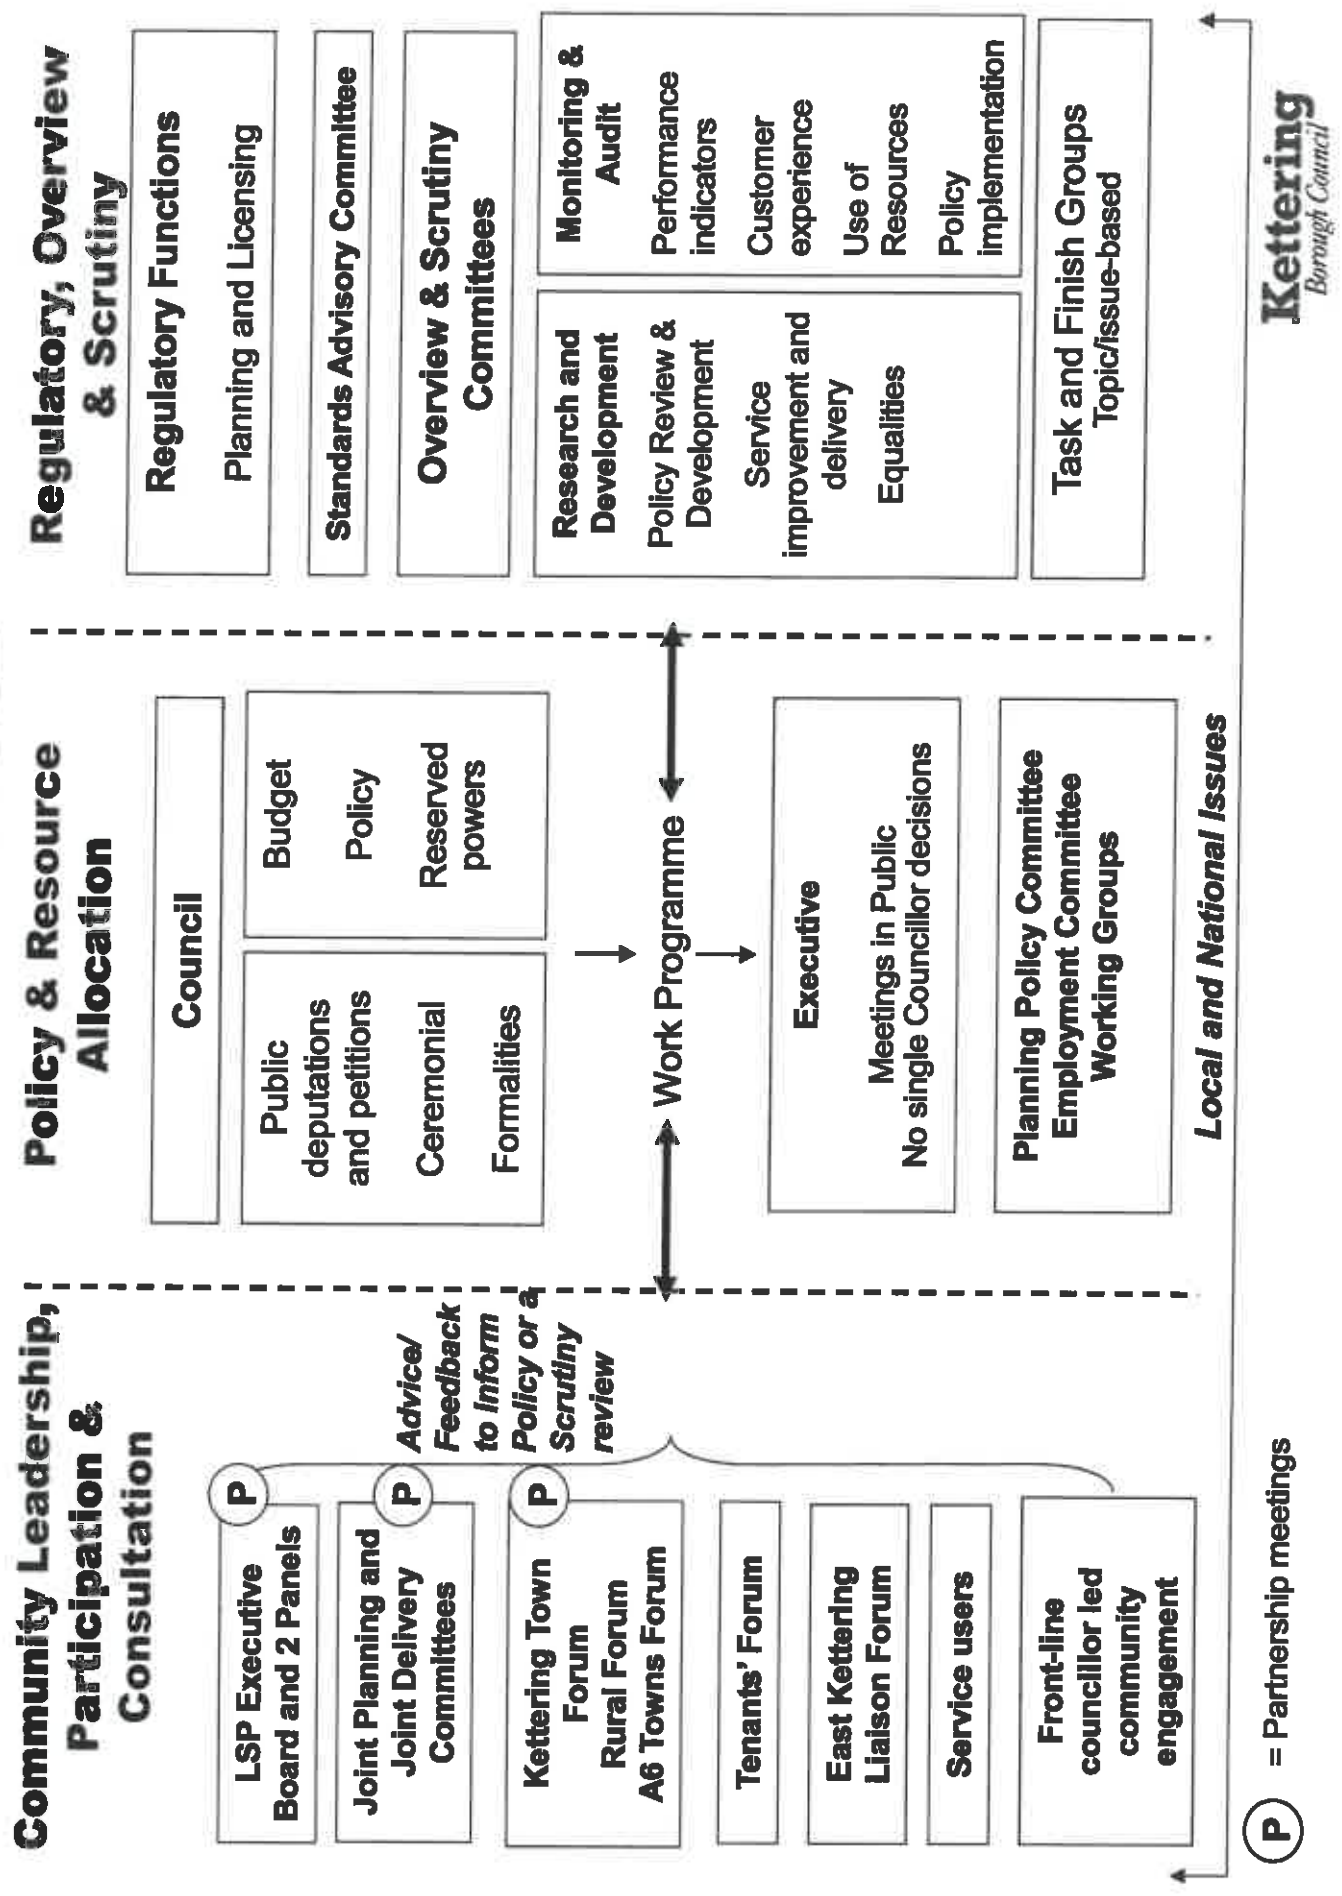 Community Leadership,
Participation &
Consultation
LSP Executive
Board and 2 Panels
P
Joint Planning and
Joint Delivery
Committees
P
Kettering Town
Forum
Rural Forum
A6 Towns Forum
P
Tenants' Forum
East Kettering
Liaison Forum
Service users
Front-line
councillor led
community
engagement
Advice/
Feedback
to Inform
Policy or a
Scrutiny
review
P = Partnership meetings
Policy & Resource
Allocation
Council
Public
deputations
and petitions
Ceremonial
Formalities
Budget
Policy
Reserved
powers
Work Programme
Executive
Meetings in Public
No single Councillor decisions
Planning Policy Committee
Employment Committee
Working Groups
Local and National Issues
Regulatory, Overview
& Scrutiny
Regulatory Functions
Planning and Licensing
Standards Advisory Committee
Overview & Scrutiny
Committees
Research and
Development
Policy Review &
Development
Service
improvement and
delivery
Equalities
Monitoring &
Audit
Performance
indicators
Customer
experience
Use of
Resources
Policy
implementation
Task and Finish Groups
Topic/issue-based
Kettering
Borough Council